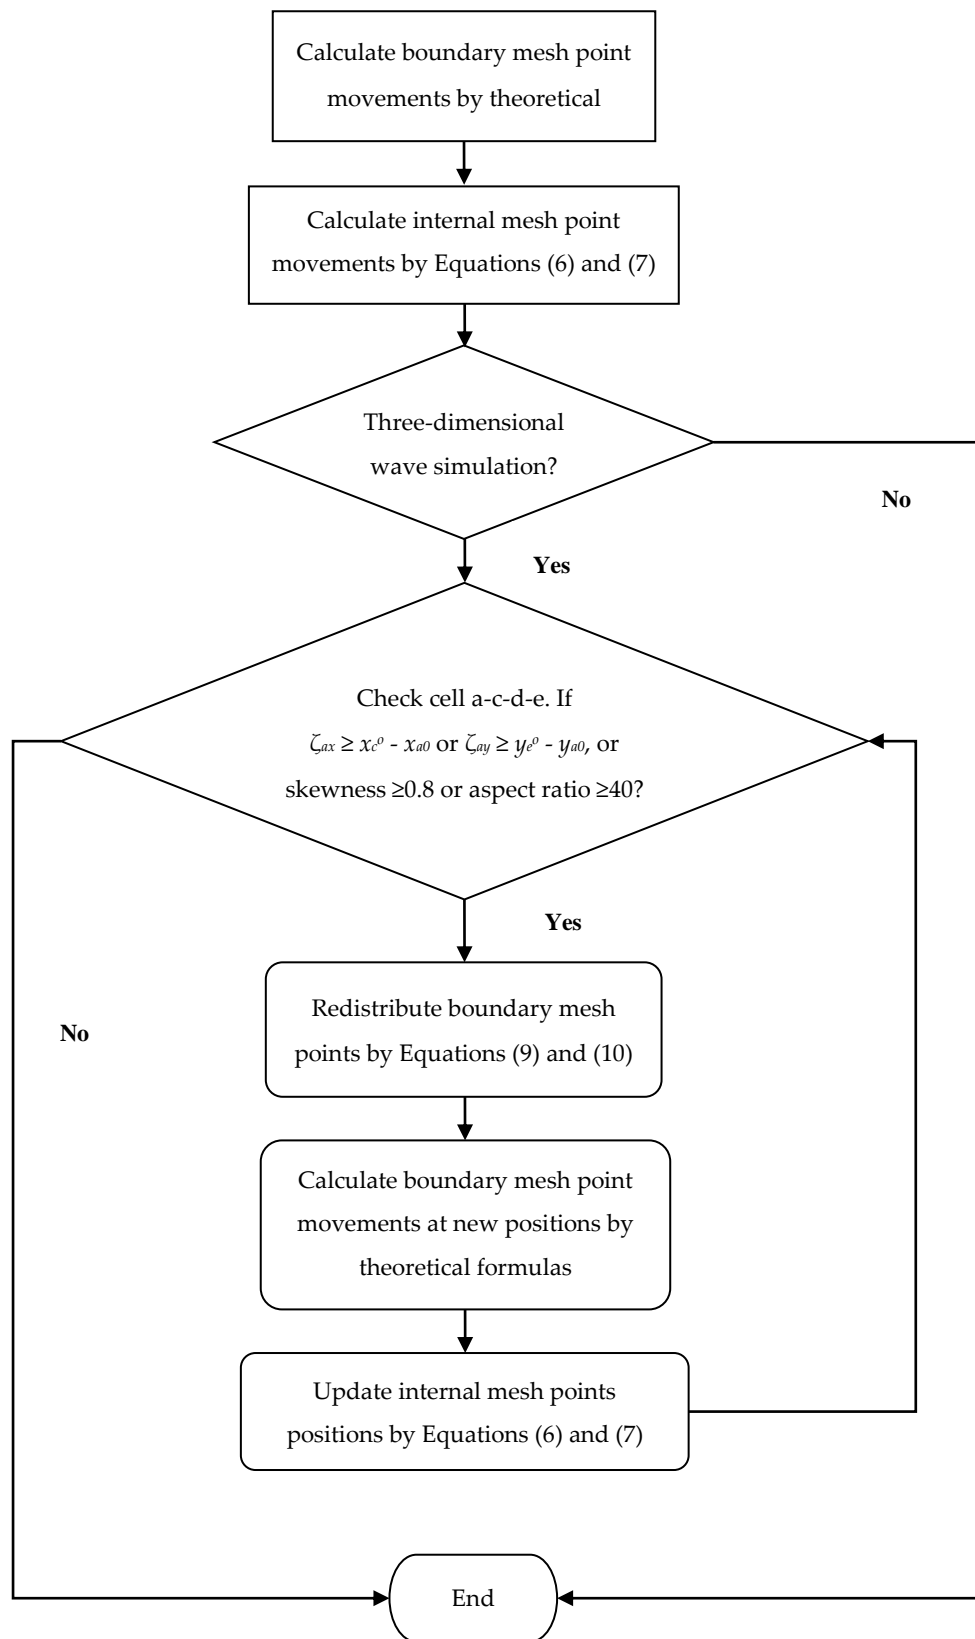 Calculate boundary mesh point
movements by theoretical
Calculate internal mesh point
movements by Equations (6) and (7)
Three-dimensional
wave simulation?
No
Yes
Check cell a-c-d-e. If
ζax ≥ xc⁰ - xa0 or ζay ≥ ye⁰ - ya0, or
skewness ≥0.8 or aspect ratio ≥40?
Yes
Redistribute boundary mesh
points by Equations (9) and (10)
No
Calculate boundary mesh point
movements at new positions by
theoretical formulas
Update internal mesh points
positions by Equations (6) and (7)
End